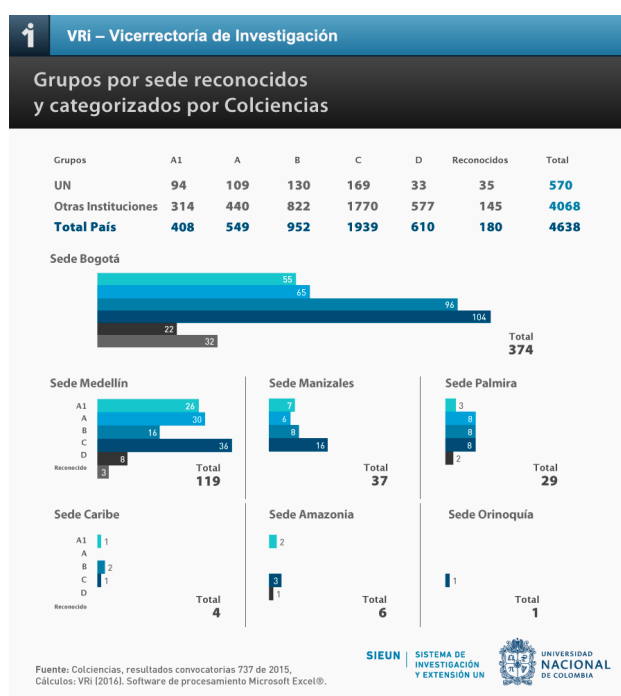 VRi – Vicerrectoría de Investigación
Grupos por sede reconocidos
y categorizados por Colciencias
Grupos A1 A B C D Reconocidos Total
UN 94 109 130 169 33 35 570
Otras Instituciones 314 440 822 1770 577 145 4068
Total País 408 549 952 1939 610 180 4638
Sede Bogotá
55
65
96
104
22
32
Total
374
Sede Medellín
A1 26
A 30
B 16
C 36
D 8
Reconocido 3
Total
119
Sede Manizales
7
6
8
16
Total
37
Sede Palmira
3
8
8
8
2
Total
29
Sede Caribe
A1 1
A
B 2
C 1
D
Reconocido
Total
4
Sede Amazonia
2
3
1
Total
6
Sede Orinoquía
1
Total
1
Fuente: Colciencias, resultados convocatorias 737 de 2015,
Cálculos: VRi (2016). Software de procesamiento Microsoft Excel®.
SIEUN
SISTEMA DE
INVESTIGACIÓN
Y EXTENSIÓN UN
UNIVERSIDAD
NACIONAL
DE COLOMBIA